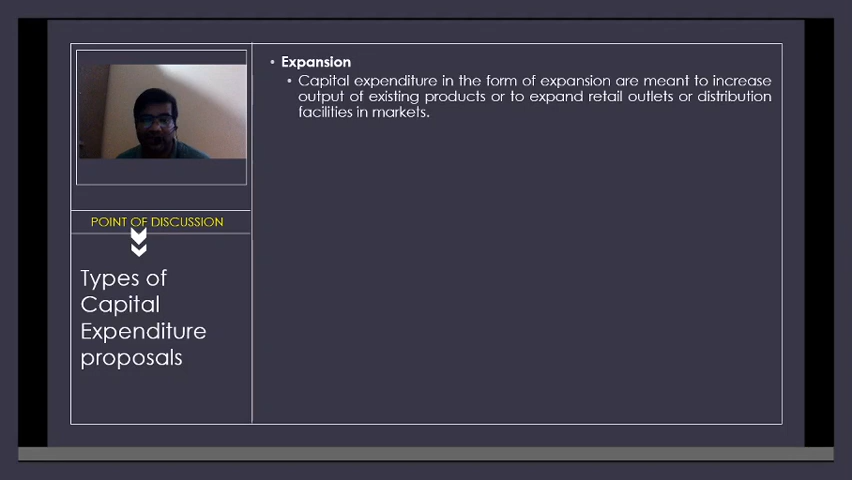 Expansion
Capital expenditure in the form of expansion are meant to increase
output of existing products or to expand retail outlets or distribution
facilities in markets.
POINT OF DISCUSSION
Types of
Capital
Expenditure
proposals